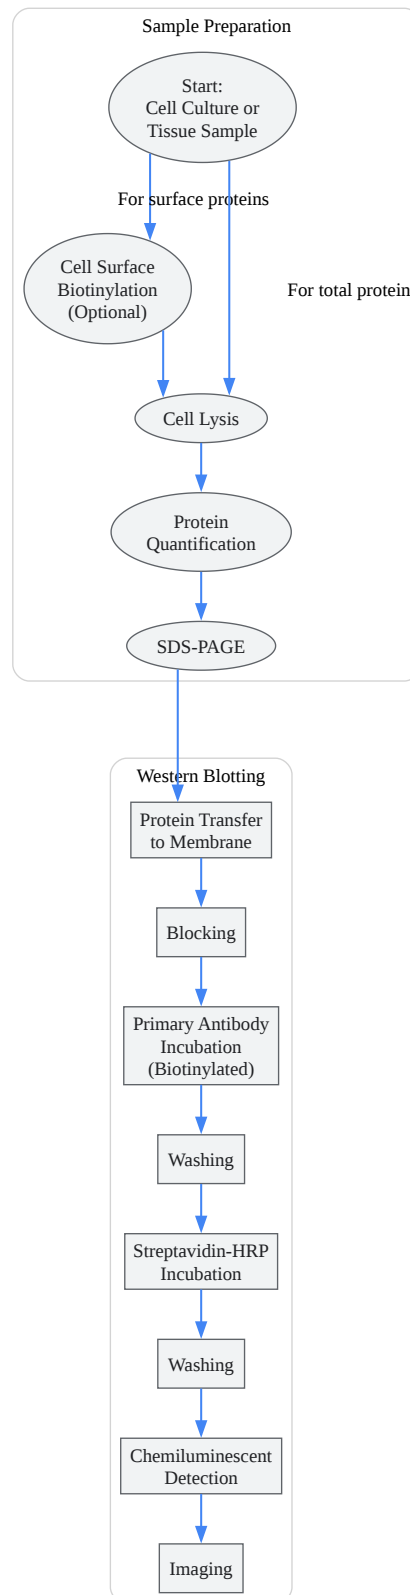 Sample Preparation
Start:
Cell Culture or
Tissue Sample
For surface proteins
Cell Surface
Biotinylation
(Optional)
For total protein
Cell Lysis
Protein
Quantification
SDS-PAGE
Western Blotting
Protein Transfer
to Membrane
Blocking
Primary Antibody
Incubation
(Biotinylated)
Washing
Streptavidin-HRP
Incubation
Washing
Chemiluminescent
Detection
Imaging